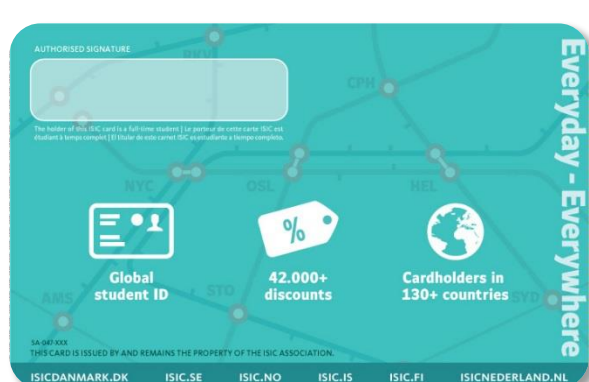 AUTHORISED SIGNATURE
RKV
CPH
The holder of this ISIC card is a full-time student | Le porteur de cette carte ISIC est
étudiant à temps complet | El titular de este carnet ISIC es estudiante a tiempo completo.
NYC
OSL
HEL
Everyday - Everywhere
%
Global
student ID
42.000+
discounts
Cardholders in
130+ countries
AMS
STO
SYD
SA-047-XXX
THIS CARD IS ISSUED BY AND REMAINS THE PROPERTY OF THE ISIC ASSOCIATION.
ISICDANMARK.DK ISIC.SE ISIC.NO ISIC.IS ISIC.FI ISICNEDERLAND.NL